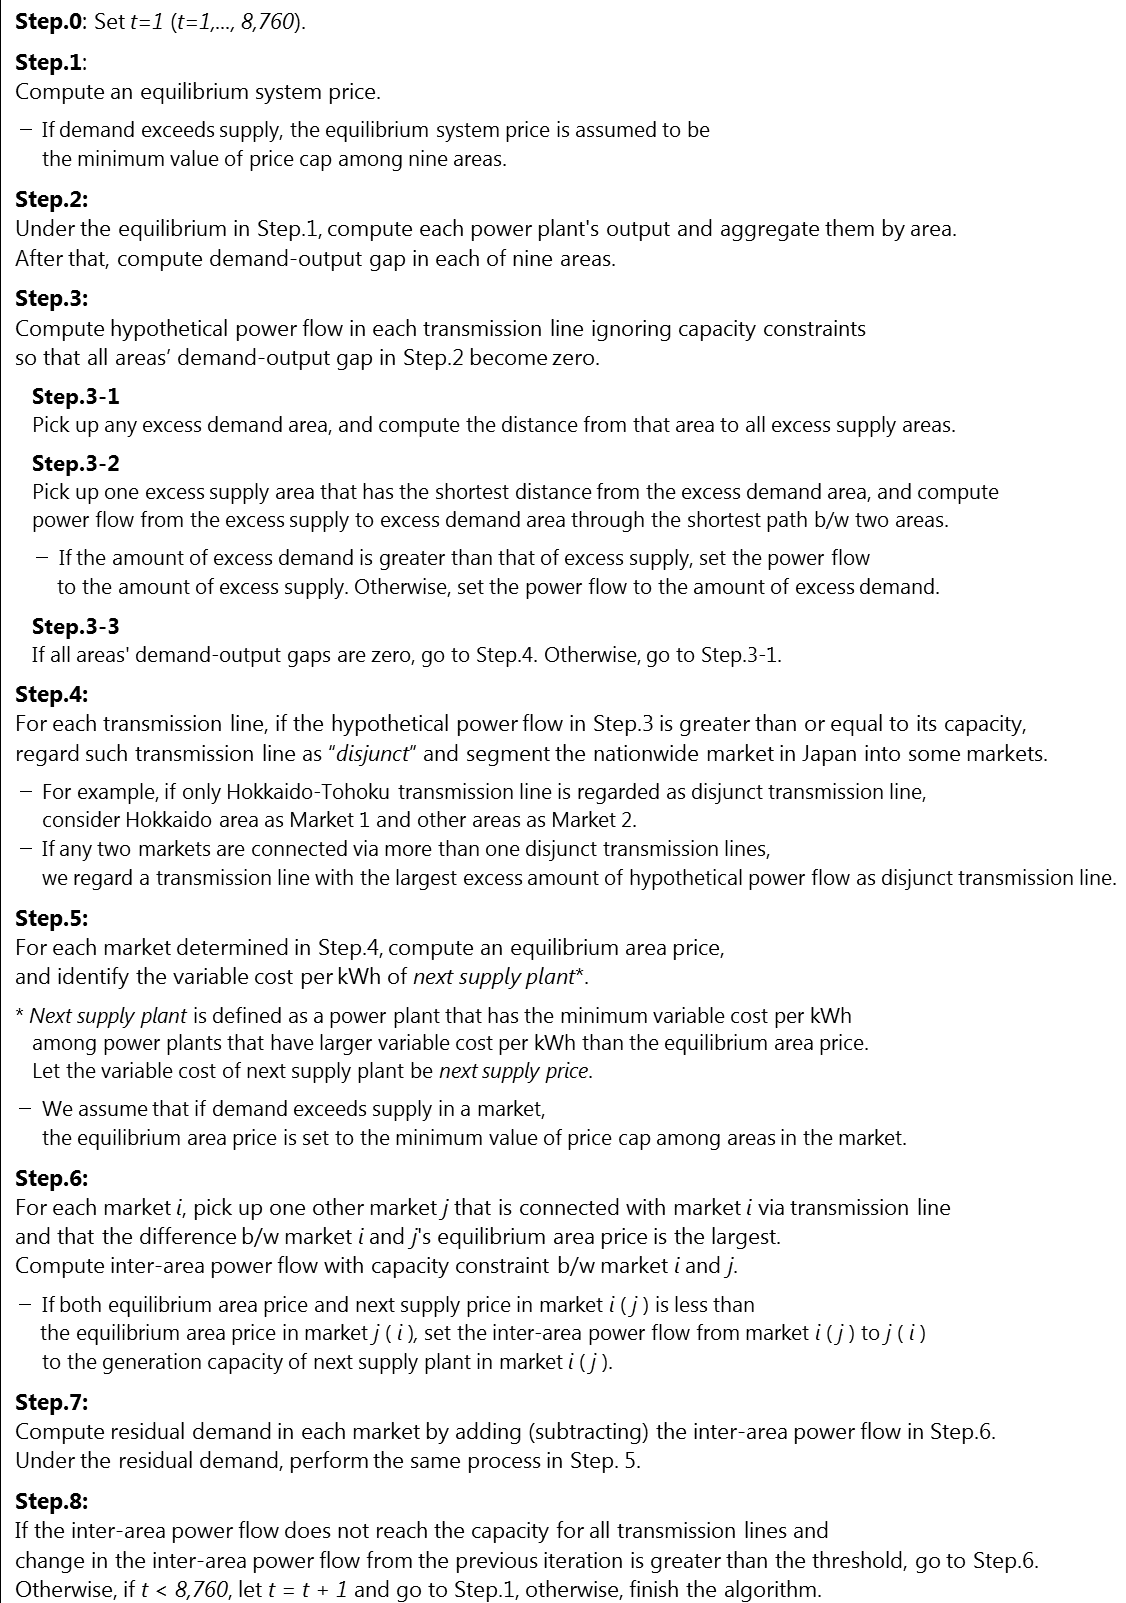 Step.0: Set t=1 (t=1,..., 8,760).
Step.1:
Compute an equilibrium system price.
– If demand exceeds supply, the equilibrium system price is assumed to be
the minimum value of price cap among nine areas.
Step.2:
Under the equilibrium in Step.1, compute each power plant's output and aggregate them by area.
After that, compute demand-output gap in each of nine areas.
Step.3:
Compute hypothetical power flow in each transmission line ignoring capacity constraints
so that all areas’ demand-output gap in Step.2 become zero.
Step.3-1
Pick up any excess demand area, and compute the distance from that area to all excess supply areas.
Step.3-2
Pick up one excess supply area that has the shortest distance from the excess demand area, and compute
power flow from the excess supply to excess demand area through the shortest path b/w two areas.
– If the amount of excess demand is greater than that of excess supply, set the power flow
to the amount of excess supply. Otherwise, set the power flow to the amount of excess demand.
Step.3-3
If all areas' demand-output gaps are zero, go to Step.4. Otherwise, go to Step.3-1.
Step.4:
For each transmission line, if the hypothetical power flow in Step.3 is greater than or equal to its capacity,
regard such transmission line as "disjunct" and segment the nationwide market in Japan into some markets.
– For example, if only Hokkaido-Tohoku transmission line is regarded as disjunct transmission line,
consider Hokkaido area as Market 1 and other areas as Market 2.
– If any two markets are connected via more than one disjunct transmission lines,
we regard a transmission line with the largest excess amount of hypothetical power flow as disjunct transmission line.
Step.5:
For each market determined in Step.4, compute an equilibrium area price,
and identify the variable cost per kWh of next supply plant*.
* Next supply plant is defined as a power plant that has the minimum variable cost per kWh
among power plants that have larger variable cost per kWh than the equilibrium area price.
Let the variable cost of next supply plant be next supply price.
– We assume that if demand exceeds supply in a market,
the equilibrium area price is set to the minimum value of price cap among areas in the market.
Step.6:
For each market i, pick up one other market j that is connected with market i via transmission line
and that the difference b/w market i and j's equilibrium area price is the largest.
Compute inter-area power flow with capacity constraint b/w market i and j.
– If both equilibrium area price and next supply price in market i ( j ) is less than
the equilibrium area price in market j ( i ), set the inter-area power flow from market i ( j ) to j ( i )
to the generation capacity of next supply plant in market i ( j ).
Step.7:
Compute residual demand in each market by adding (subtracting) the inter-area power flow in Step.6.
Under the residual demand, perform the same process in Step. 5.
Step.8:
If the inter-area power flow does not reach the capacity for all transmission lines and
change in the inter-area power flow from the previous iteration is greater than the threshold, go to Step.6.
Otherwise, if t < 8,760, let t = t + 1 and go to Step.1, otherwise, finish the algorithm.